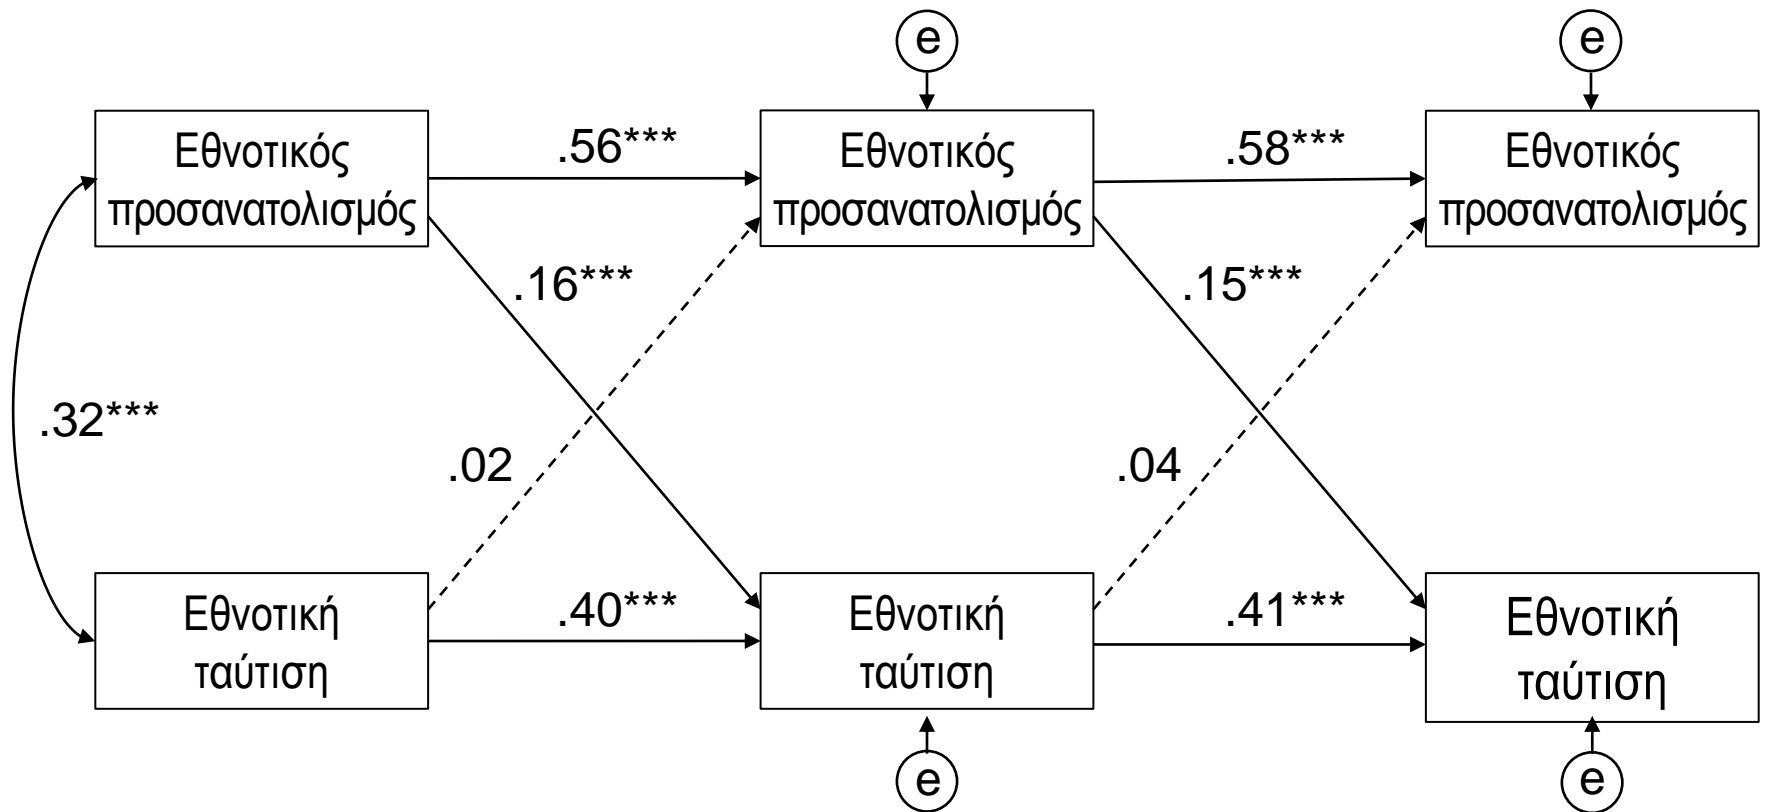 e
e
Εθνοτικός
προσανατολισμός
.56***
Εθνοτικός
προσανατολισμός
.58***
Εθνοτικός
προσανατολισμός
.16***
.15***
.32***
.02
.04
Εθνοτική
ταύτιση
.40***
Εθνοτική
ταύτιση
.41***
Εθνοτική
ταύτιση
e
e